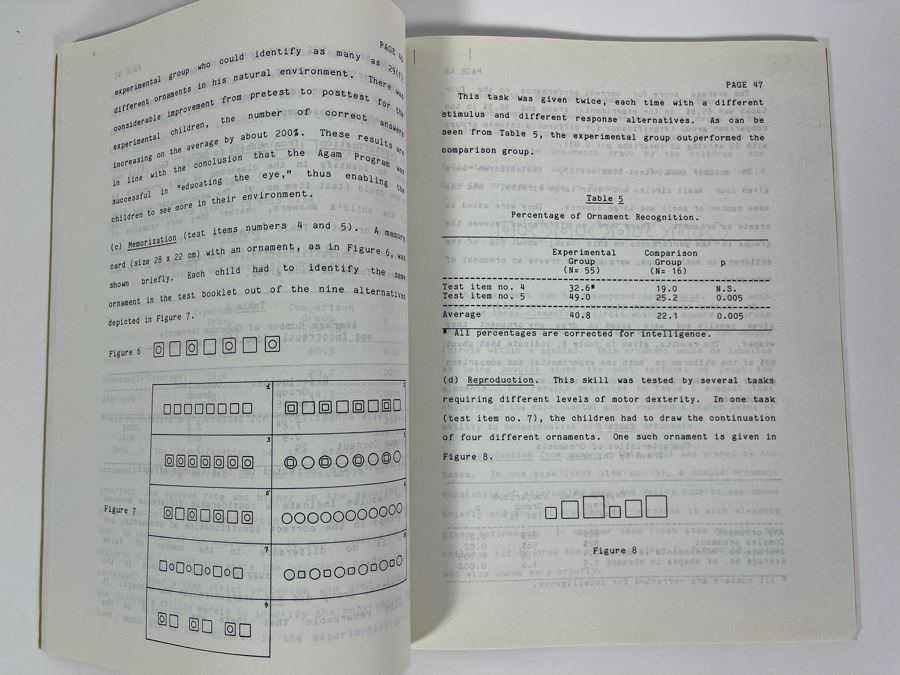 PAGE 46
experimental group who could identify as many as 29(!)
different ornaments in his natural environment. There was
considerable improvement from pretest to posttest for the
experimental children, the number of correct answers
increasing on the average by about 200%. These results are
in line with the conclusion that the Agam Program was
successful in "educating the eye," thus enabling the
children to see more in their environment.
(c) Memorization (test items numbers 4 and 5). A memory
card (size 28 x 22 cm) with an ornament, as in Figure 6, was
shown briefly. Each child had to identify the same
ornament in the test booklet out of the nine alternatives
depicted in Figure 7.
Figure 6
1
3
5
Figure 7
7
9
PAGE 47
This task was given twice, each time with a different
stimulus and different response alternatives. As can be
seen from Table 5, the experimental group outperformed the
comparison group.
Table 5
Percentage of Ornament Recognition.
Experimental Comparison
Group Group p
(N= 55) (N= 16)
Test item no. 4 32.6* 19.0 N.S.
Test item no. 5 49.0 25.2 0.005
Average 40.8 22.1 0.005
* All percentages are corrected for intelligence.
(d) Reproduction. This skill was tested by several tasks
requiring different levels of motor dexterity. In one task
(test item no. 7), the children had to draw the continuation
of four different ornaments. One such ornament is given in
Figure 8.
Figure 8